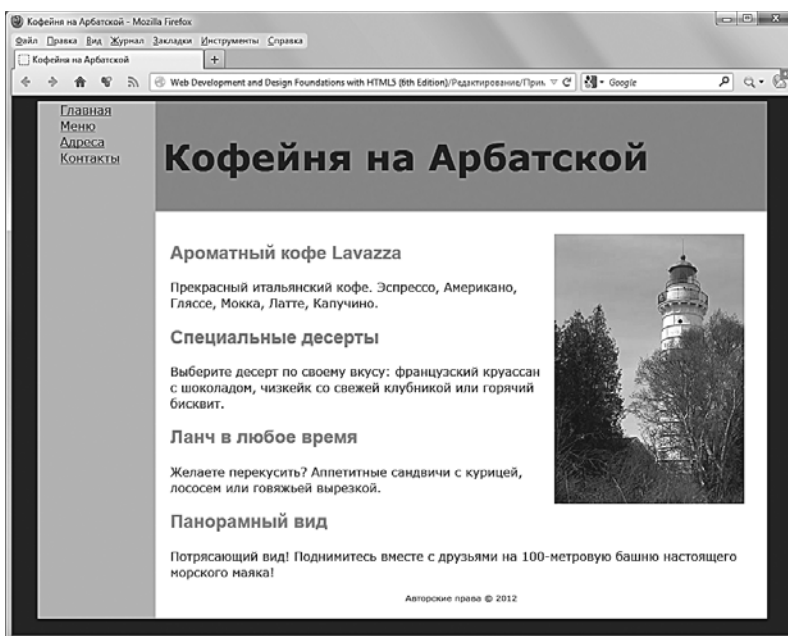 Кофейня на Арбатской - Mozilla Firefox
Файл Правка Вид Журнал Закладки Инструменты Справка
Кофейня на Арбатской +
Web Development and Design Foundations with HTML5 (6th Edition)/Редактирование/Прим. Google
Главная
Меню
Адреса
Контакты
Кофейня на Арбатской
Ароматный кофе Lavazza
Прекрасный итальянский кофе. Эспрессо, Американо,
Гляссе, Мокка, Латте, Капучино.
Специальные десерты
Выберите десерт по своему вкусу: французский круассан
с шоколадом, чизкейк со свежей клубникой или горячий
бисквит.
Ланч в любое время
Желаете перекусить? Аппетитные сандвичи с курицей,
лососем или говяжьей вырезкой.
Панорамный вид
Потрясающий вид! Поднимитесь вместе с друзьями на 100-метровую башню настоящего
морского маяка!
Авторские права © 2012